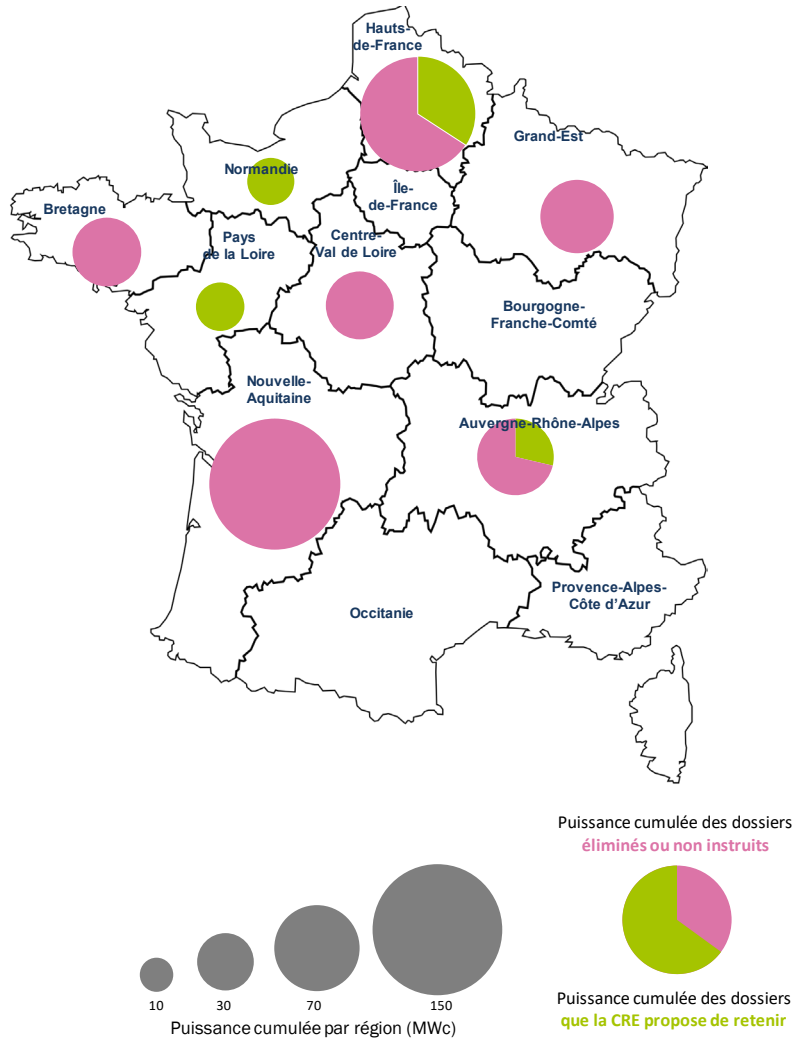 Hauts-
de-France
Grand-Est
Normandie
Île-
de-France
Bretagne
Pays
de la Loire
Centre-
Val de Loire
Bourgogne-
Franche-Comté
Nouvelle-
Aquitaine
Auvergne-Rhône-Alpes
Provence-Alpes-
Côte d'Azur
Occitanie
Puissance cumulée des dossiers
éliminés ou non instruits
10 30 70 150
Puissance cumulée par région (MWc)
Puissance cumulée des dossiers
que la CRE propose de retenir